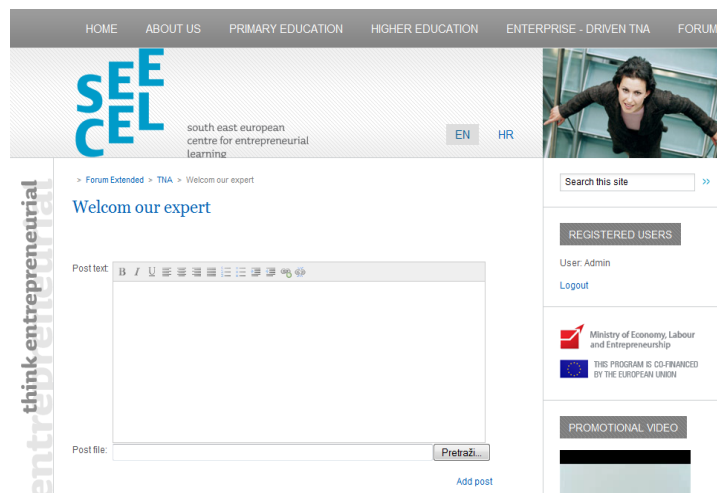 HOME ABOUT US PRIMARY EDUCATION HIGHER EDUCATION ENTERPRISE - DRIVEN TNA FORUM
SEE
CEL
south east european
centre for entrepreneurial
learning
EN HR
think entrepreneurial
> Forum Extended > TNA > Welcom our expert
Search this site >>
Welcom our expert
REGISTERED USERS
User: Admin
Logout
Post text: B I U
Ministry of Economy, Labour
and Entrepreneurship
THIS PROGRAM IS CO-FINANCED
BY THE EUROPEAN UNION
PROMOTIONAL VIDEO
Post file: Pretraži...
Add post